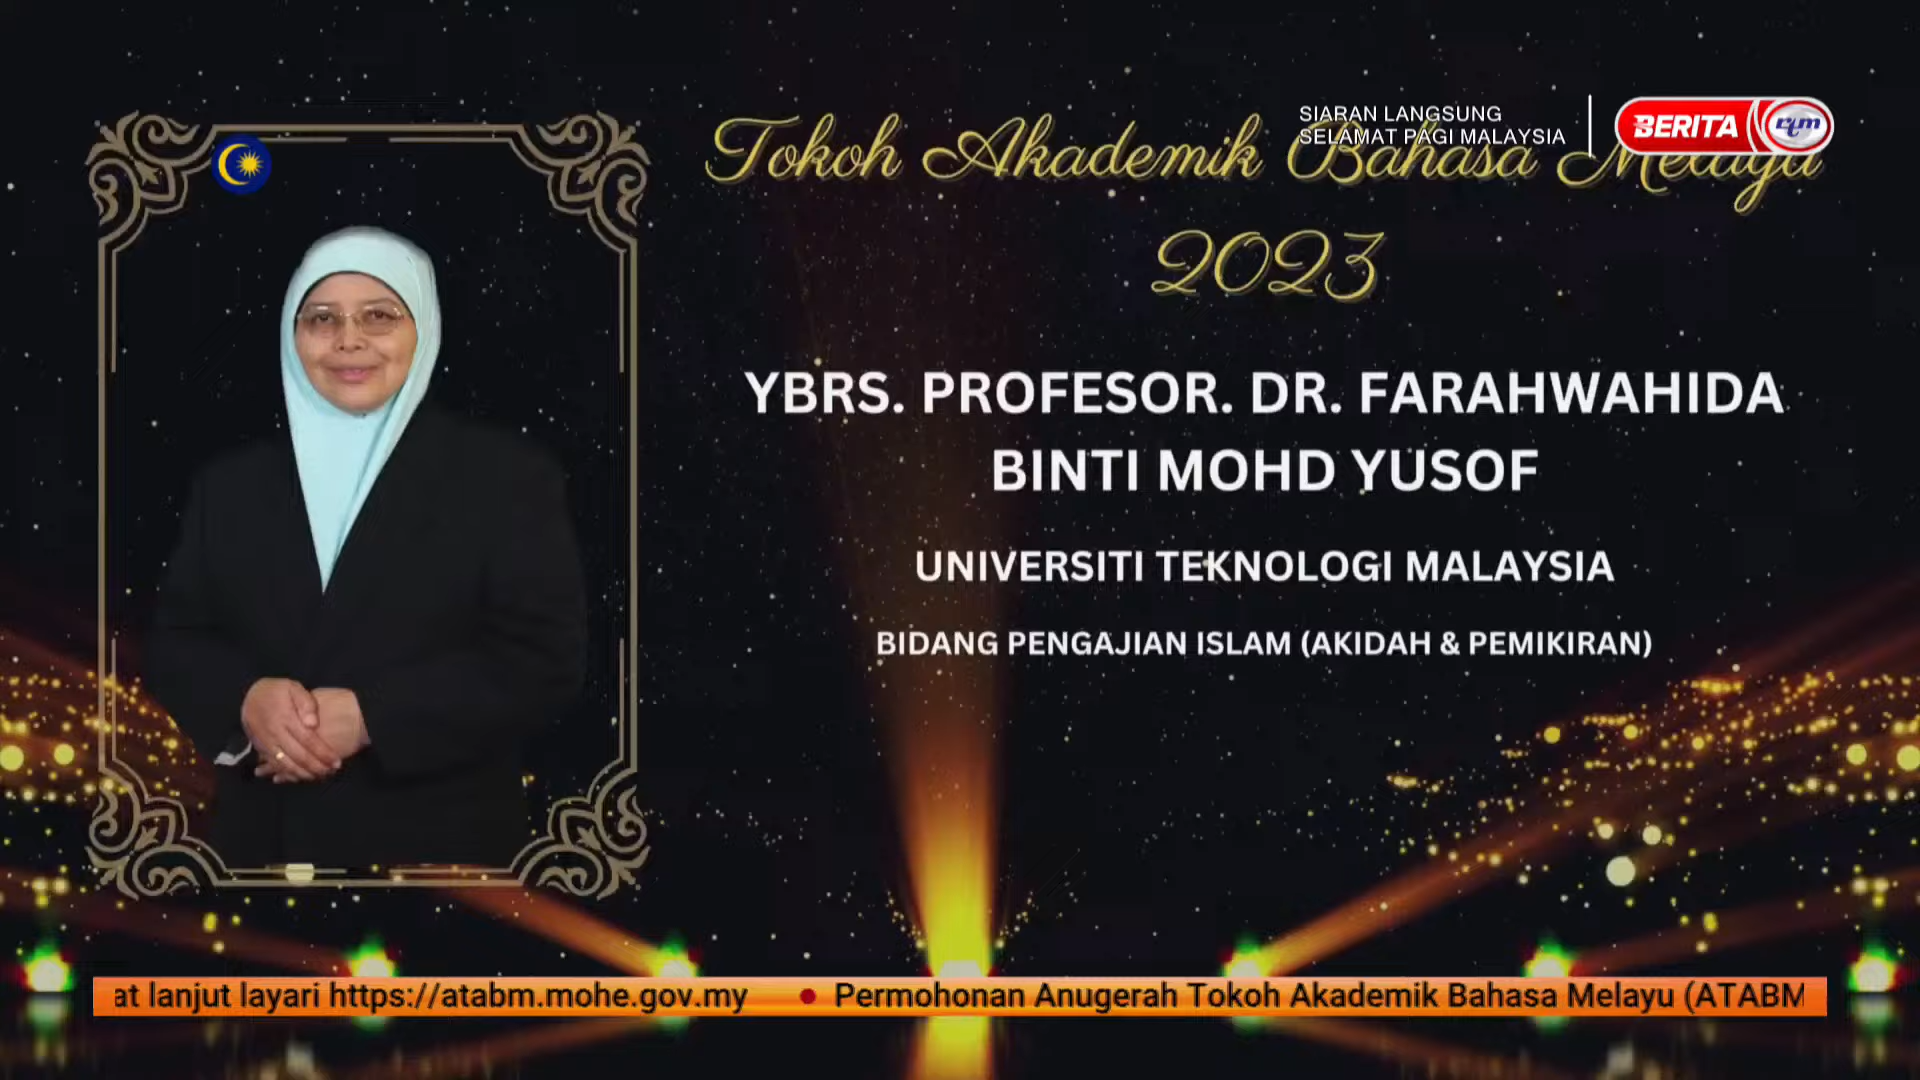 SIARAN LANGSUNG
SELAMAT PAGI MALAYSIA
BERITA rtm
Tokoh Akademik Bahasa Melayu
2023
YBRS. PROFESOR. DR. FARAHWAHIDA
BINTI MOHD YUSOF
UNIVERSITI TEKNOLOGI MALAYSIA
BIDANG PENGAJIAN ISLAM (AKIDAH & PEMIKIRAN)
at lanjut layari https://atabm.mohe.gov.my • Permohonan Anugerah Tokoh Akademik Bahasa Melayu (ATABM